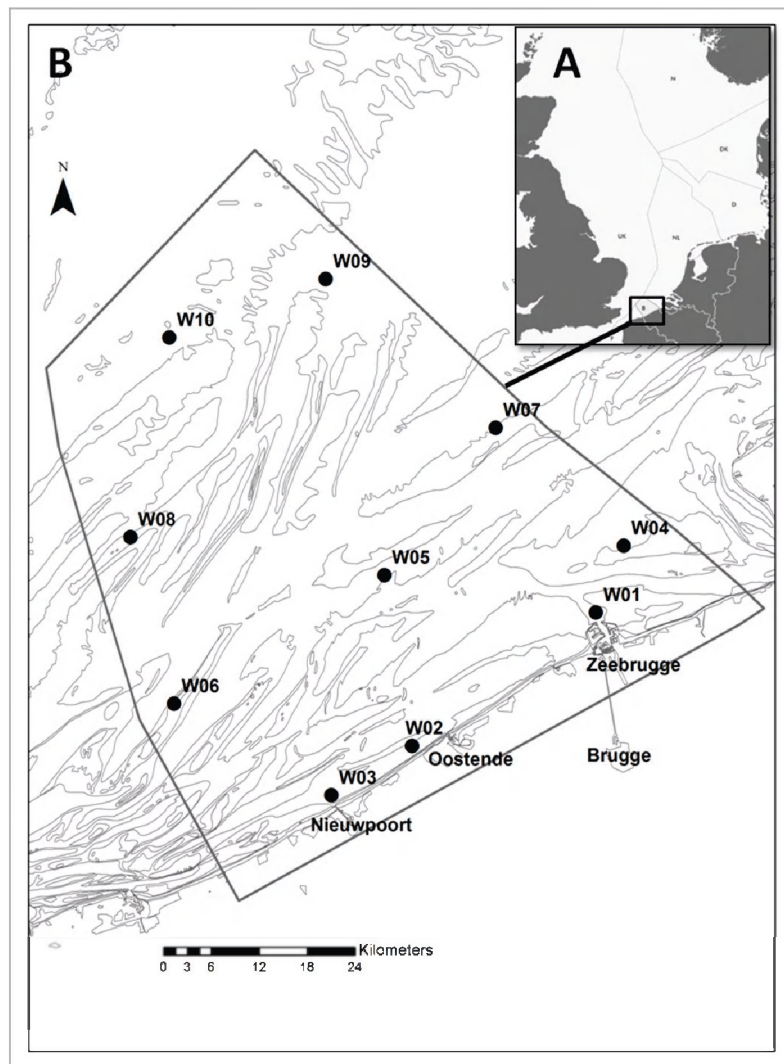 B
A
N
N
DK
D
UK
NL
B
F
W09
W10
W07
W08
W04
W05
W01
Zeebrugge
W06
W02
Oostende
Brugge
W03
Nieuwpoort
Kilometers
0 3 6 12 18 24